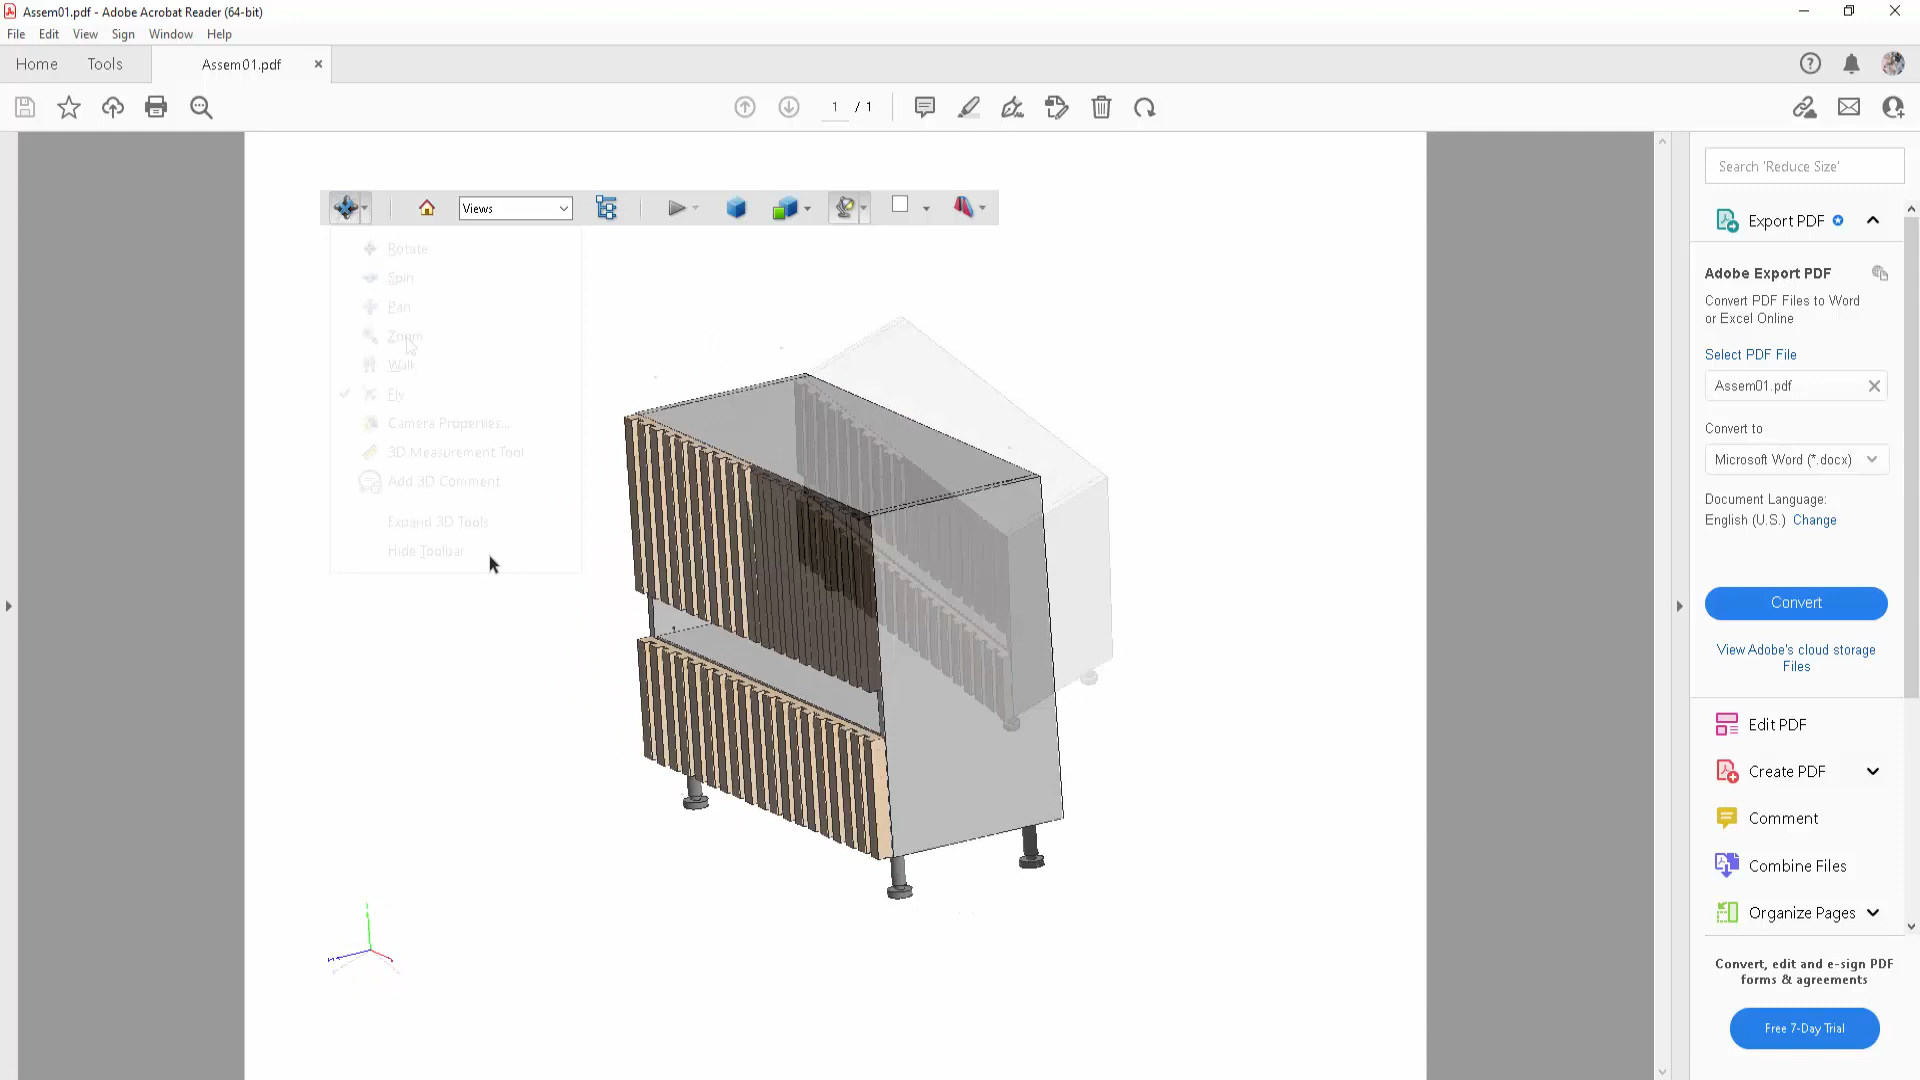 Assem01.pdf - Adobe Acrobat Reader (64-bit)
File Edit View Sign Window Help
Home Tools Assem01.pdf
1 / 1
Views
Rotate
Spin
Pan
Zoom
Walk
Fly
Camera Properties...
3D Measurement Tool
Add 3D Comment
Expand 3D Tools
Hide Toolbar
Search 'Reduce Size'
Export PDF
Adobe Export PDF
Convert PDF Files to Word
or Excel Online
Select PDF File
Assem01.pdf
Convert to
Microsoft Word (*.docx)
Document Language:
English (U.S.) Change
Convert
View Adobe's cloud storage
Files
Edit PDF
Create PDF
Comment
Combine Files
Organize Pages
Convert, edit and e-sign PDF
forms & agreements
Free 7-Day Trial